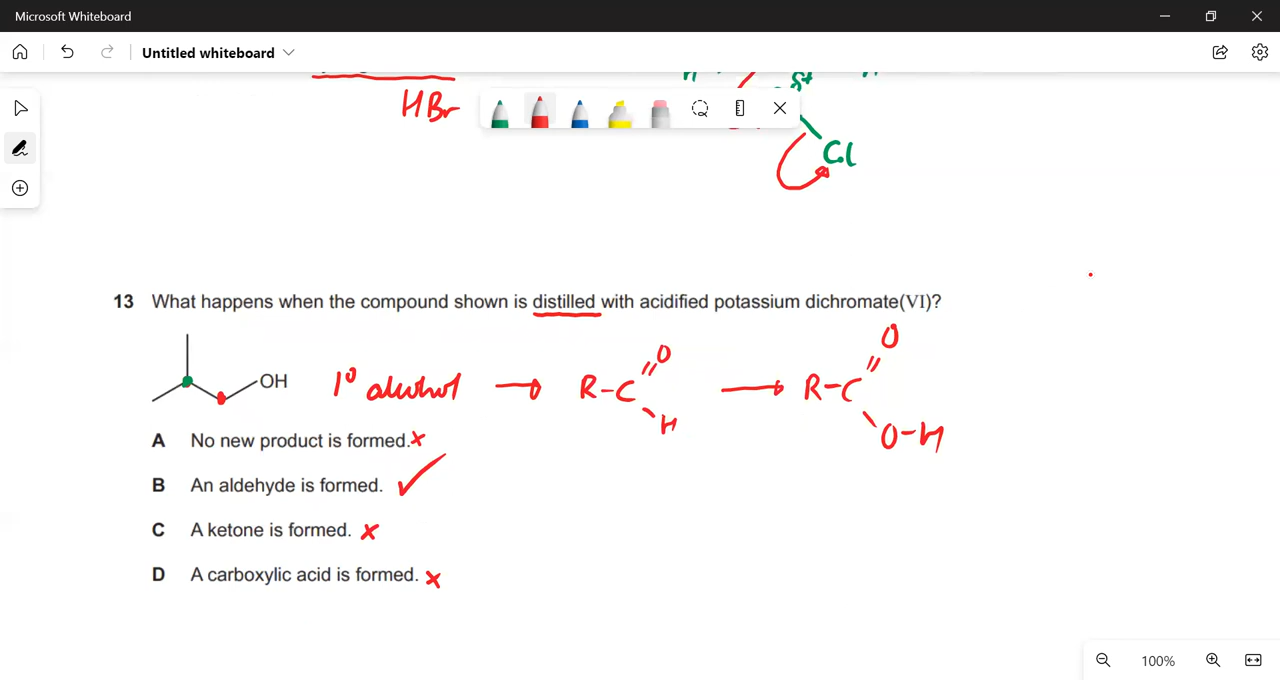 Microsoft Whiteboard
Untitled whiteboard
HBr
δ+
Cl
13 What happens when the compound shown is distilled with acidified potassium dichromate(VI)?
OH
1° alcohol → R-C =O -H → R-C =O -O-H
A No new product is formed. ×
B An aldehyde is formed. ✓
C A ketone is formed. ×
D A carboxylic acid is formed. ×
100%